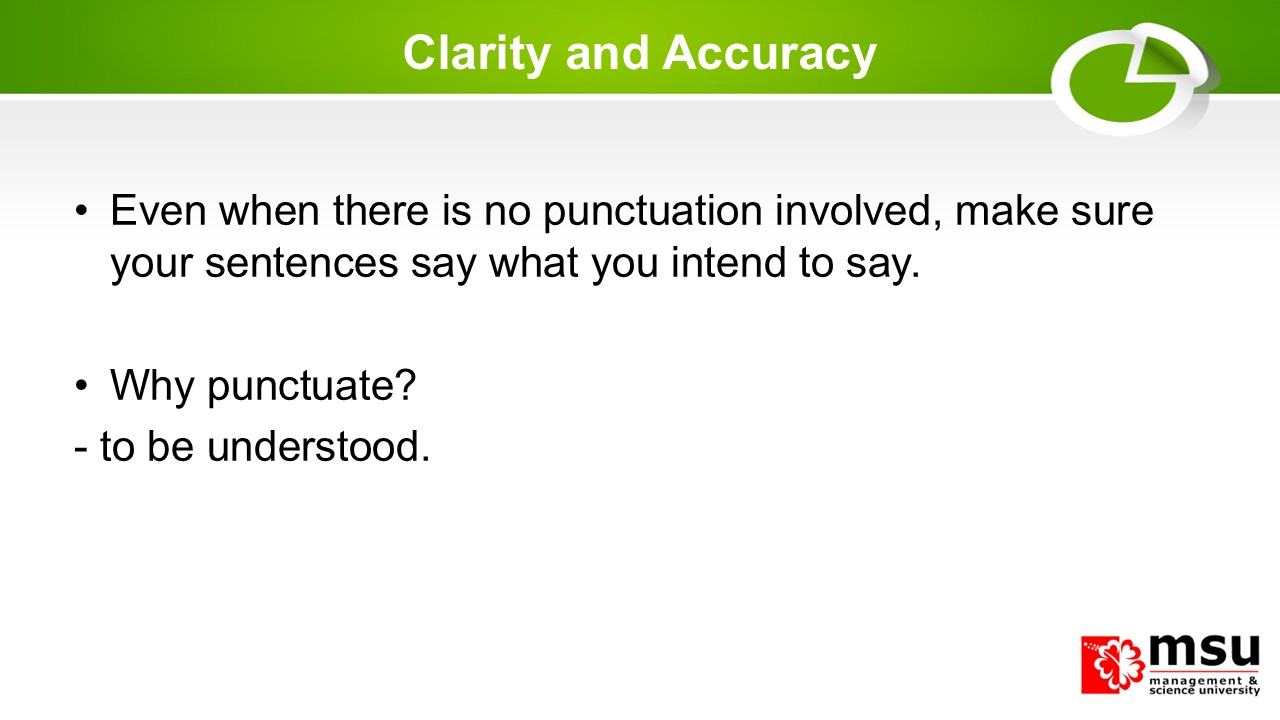 Clarity and Accuracy
• Even when there is no punctuation involved, make sure
your sentences say what you intend to say.
• Why punctuate?
- to be understood.
msu
management &
science university